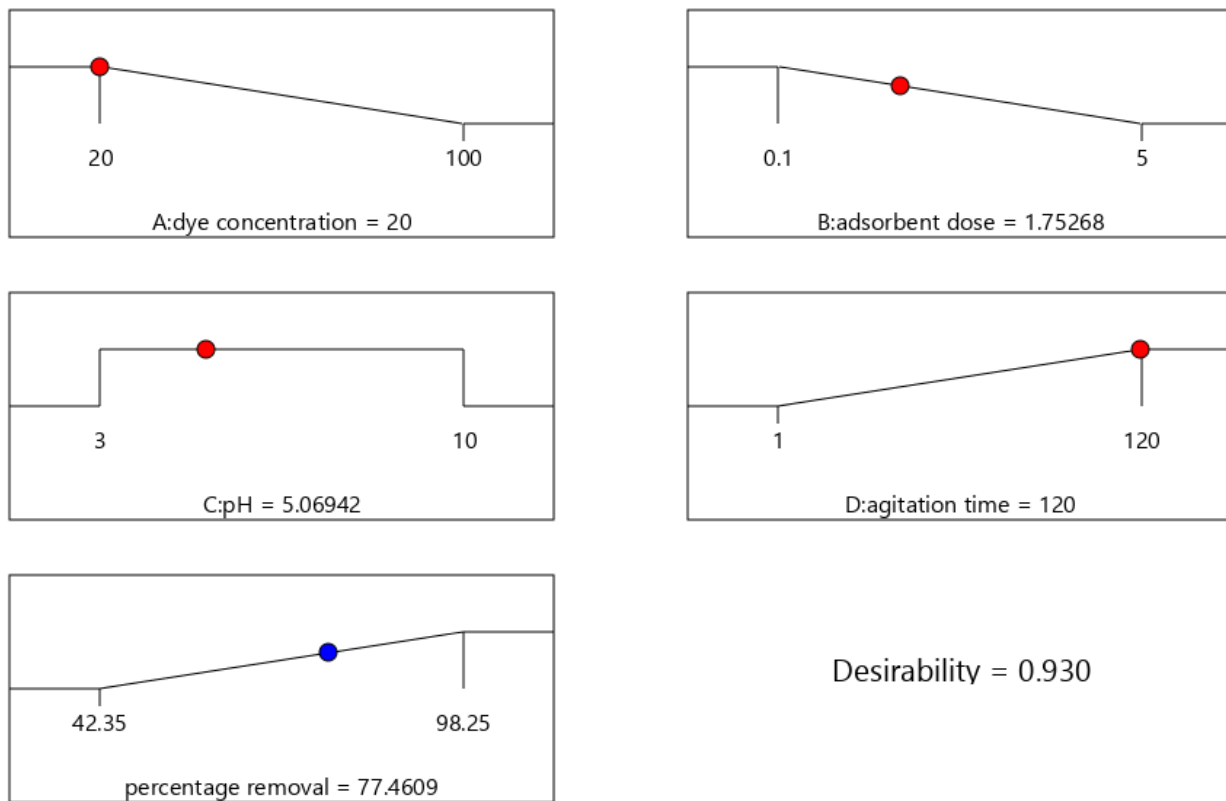 20
100
A:dye concentration = 20
0.1
5
B:adsorbent dose = 1.75268
3
10
C:pH = 5.06942
1
120
D:agitation time = 120
42.35
98.25
percentage removal = 77.4609
Desirability = 0.930